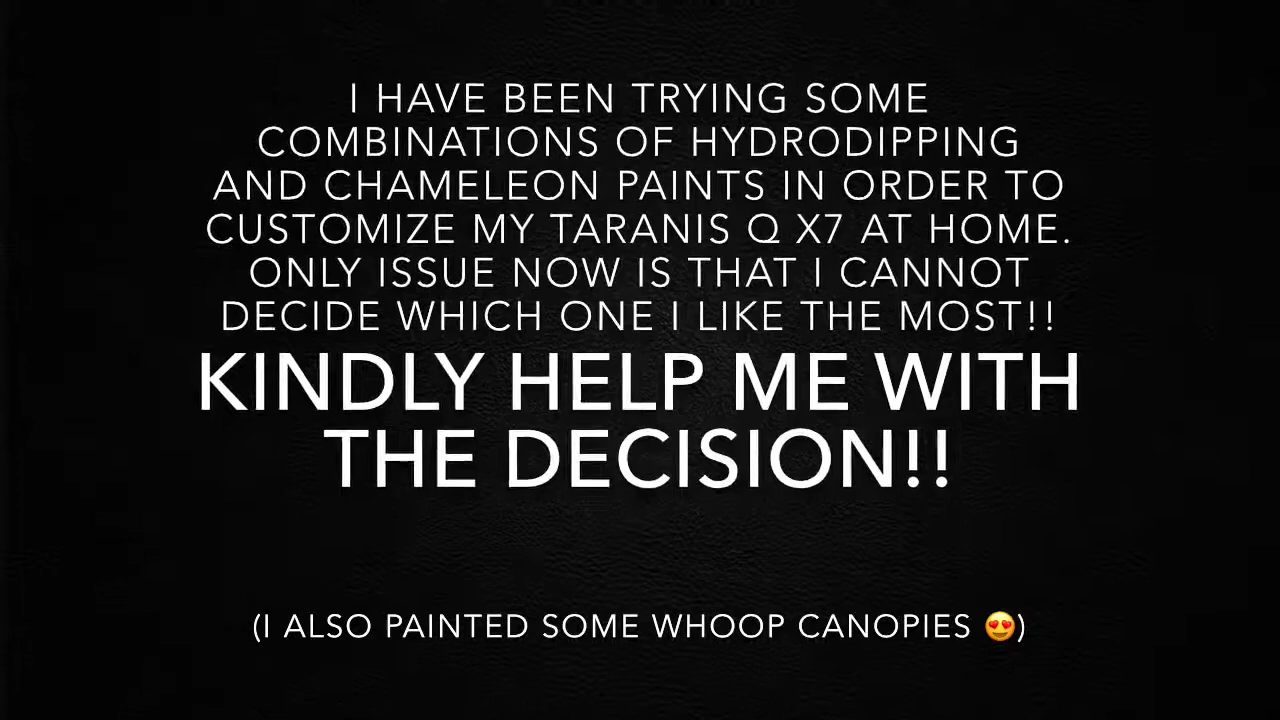 I HAVE BEEN TRYING SOME
COMBINATIONS OF HYDRODIPPING
AND CHAMELEON PAINTS IN ORDER TO
CUSTOMIZE MY TARANIS Q X7 AT HOME.
ONLY ISSUE NOW IS THAT I CANNOT
DECIDE WHICH ONE I LIKE THE MOST!!
KINDLY HELP ME WITH
THE DECISION!!
(I ALSO PAINTED SOME WHOOP CANOPIES 😍)